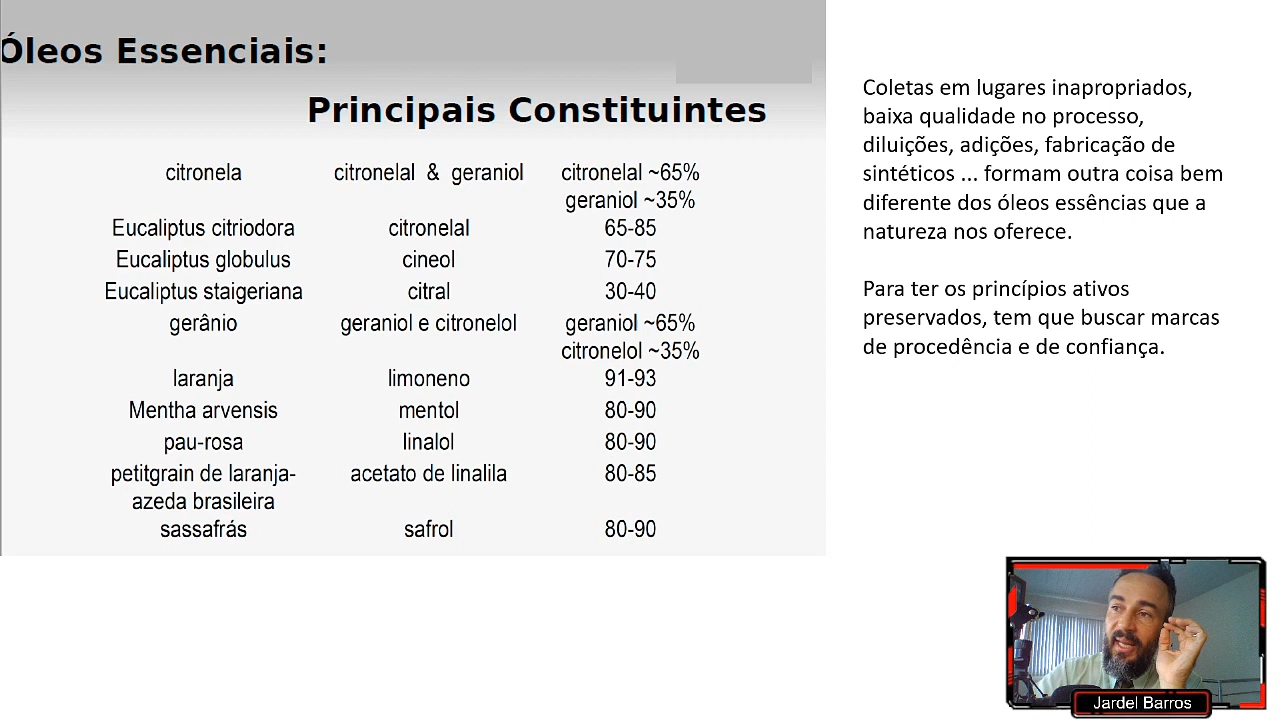 Óleos Essenciais:
Principais Constituintes
citronela citronelal & geraniol citronelal ~65%
geraniol ~35%
Eucaliptus citriodora citronelal 65-85
Eucaliptus globulus cineol 70-75
Eucaliptus staigeriana citral 30-40
gerânio geraniol e citronelol geraniol ~65%
citronelol ~35%
laranja limoneno 91-93
Mentha arvensis mentol 80-90
pau-rosa linalol 80-90
petitgrain de laranja- acetato de linalila 80-85
azeda brasileira
sassafrás safrol 80-90
Coletas em lugares inapropriados,
baixa qualidade no processo,
diluições, adições, fabricação de
sintéticos ... formam outra coisa bem
diferente dos óleos essências que a
natureza nos oferece.
Para ter os princípios ativos
preservados, tem que buscar marcas
de procedência e de confiança.
Jardel Barros